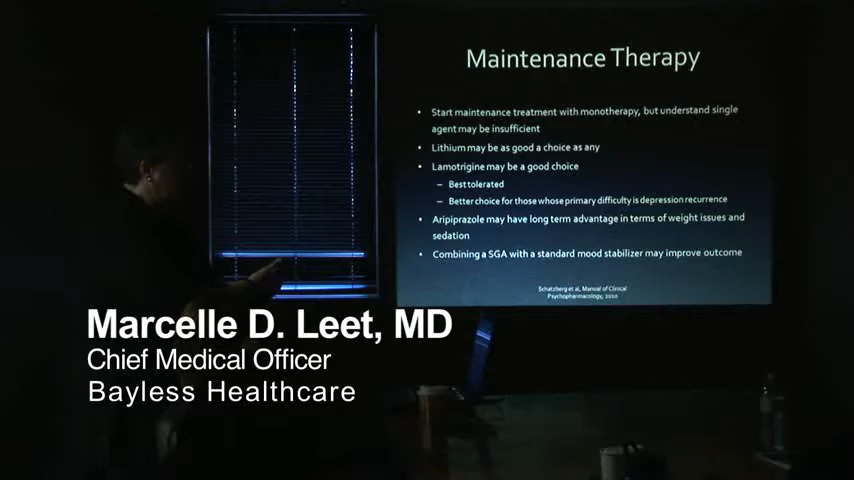 Maintenance Therapy
• Start maintenance treatment with monotherapy, but understand single
agent may be insufficient
• Lithium may be as good a choice as any
• Lamotrigine may be a good choice
– Best tolerated
– Better choice for those whose primary difficulty is depression recurrence
• Aripiprazole may have long term advantage in terms of weight issues and
sedation
• Combining a SGA with a standard mood stabilizer may improve outcome
Schatzberg et al, Manual of Clinical
Psychopharmacology, 2010
Marcelle D. Leet, MD
Chief Medical Officer
Bayless Healthcare